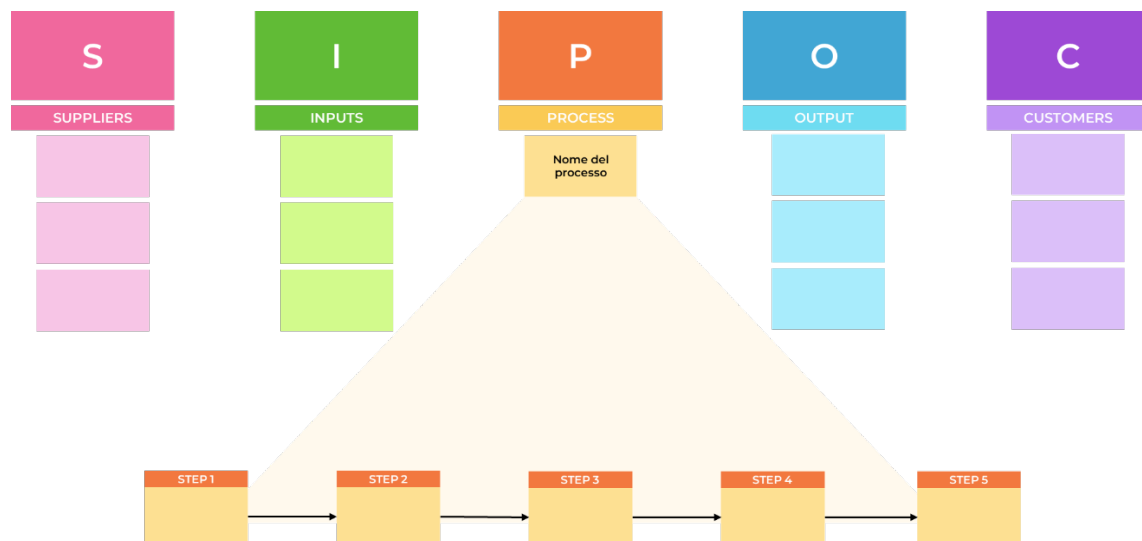 S
I
P
O
C
SUPPLIERS
INPUTS
PROCESS
OUTPUT
CUSTOMERS
Nome del
processo
STEP 1
STEP 2
STEP 3
STEP 4
STEP 5